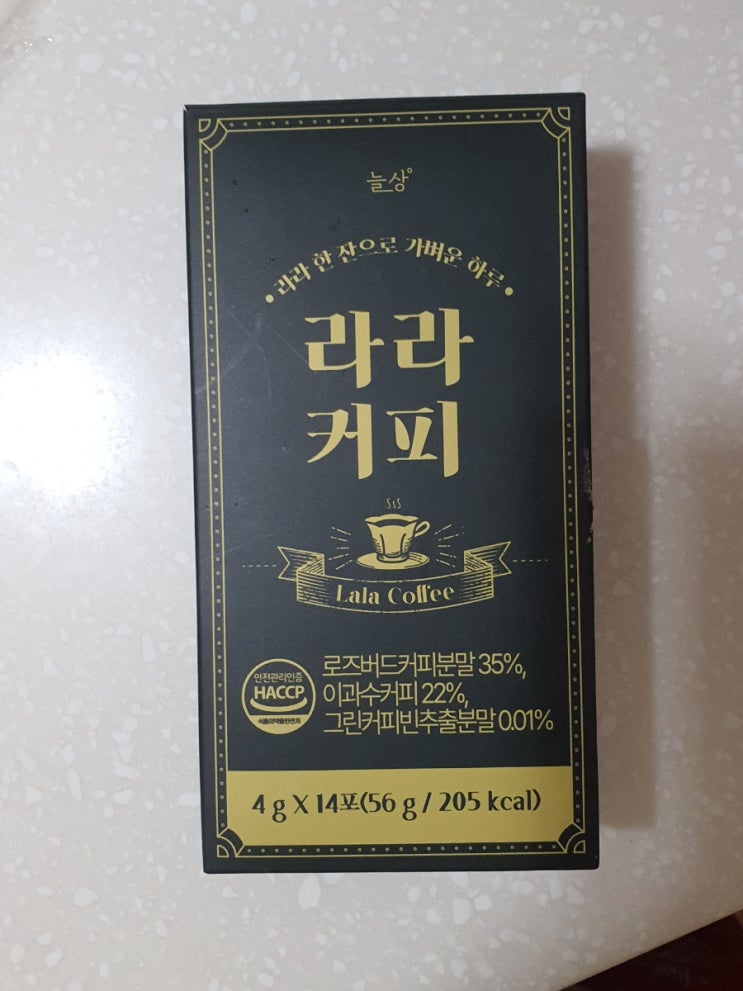 늘상
• 라라 한 잔으로 가벼운 하루 •
라라
커피
Lala Coffee
안전관리인증
HACCP
식품의약품안전처
로즈버드커피분말 35%,
이과수커피 22%,
그린커피빈추출분말 0.01%
4 g X 14포(56 g / 205 kcal)